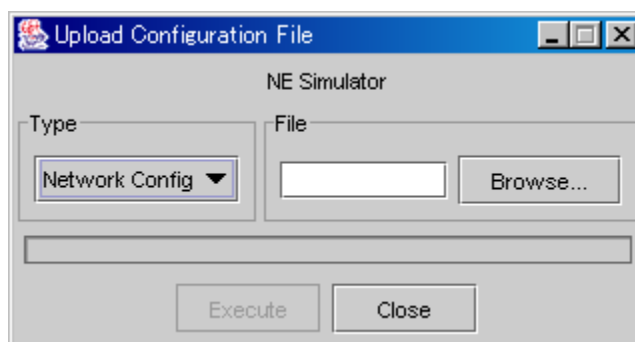 Upload Configuration File
NE Simulator
Type
File
Network Config
Browse...
Execute
Close